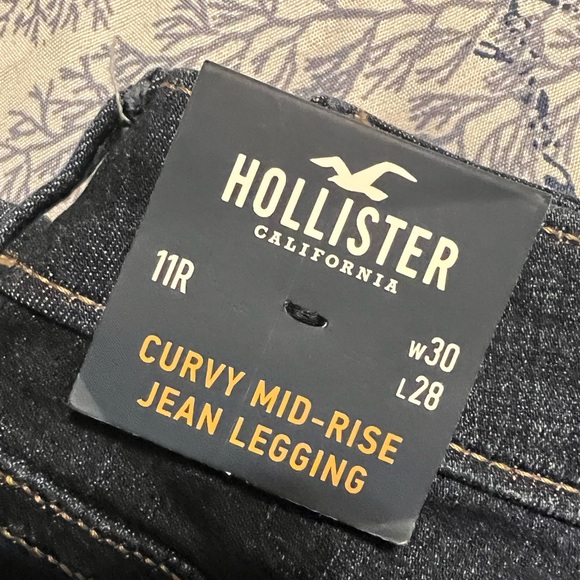 HOLLISTER
CALIFORNIA
11R
W30
L28
CURVY MID-RISE
JEAN LEGGING